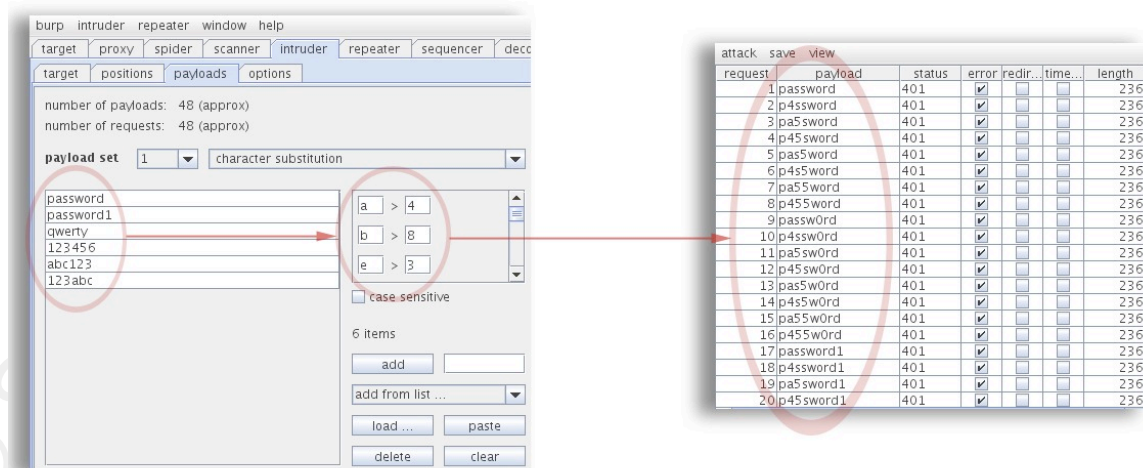 burp intruder repeater window help
target proxy spider scanner intruder repeater sequencer deco
target positions payloads options
number of payloads: 48 (approx)
number of requests: 48 (approx)
payload set 1 character substitution
password
password1
qwerty
123456
abc123
123abc
a > 4
b > 8
e > 3
case sensitive
6 items
add
add from list ...
load ... paste
delete clear
attack save view
request payload status error redir... time... length
1 password 401 236
2 p4ssword 401 236
3 pa5sword 401 236
4 p45sword 401 236
5 pas5word 401 236
6 p4s5word 401 236
7 pa55word 401 236
8 p455word 401 236
9 passw0rd 401 236
10 p4ssw0rd 401 236
11 pa5sw0rd 401 236
12 p45sw0rd 401 236
13 pas5w0rd 401 236
14 p4s5w0rd 401 236
15 pa55w0rd 401 236
16 p455w0rd 401 236
17 password1 401 236
18 p4ssword1 401 236
19 pa5sword1 401 236
20 p45sword1 401 236